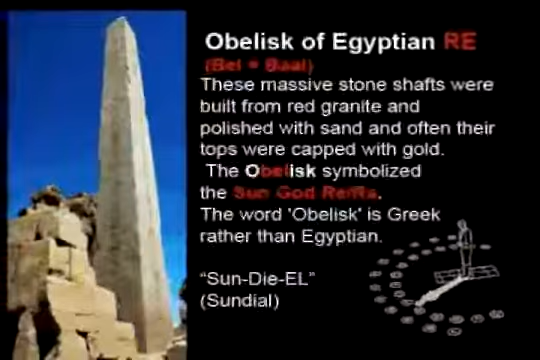 Obelisk of Egyptian RE
(Bel = Baal)
These massive stone shafts were
built from red granite and
polished with sand and often their
tops were capped with gold.
The Obelisk symbolized
the Sun God Re/Ra.
The word 'Obelisk' is Greek
rather than Egyptian.
“Sun-Die-EL”
(Sundial)